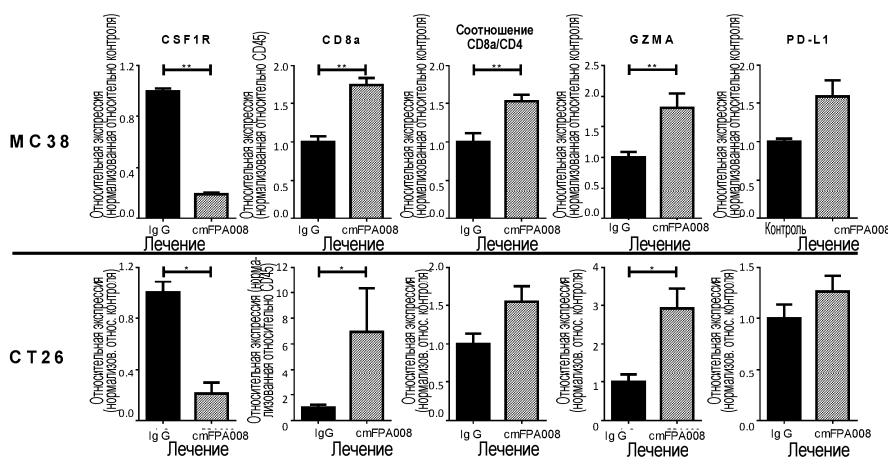 CSF1R
Относительная экспрессия
(нормализованная относительно контроля)
1.2
0.8
0.4
0.0
**
Ig G
cmFPA008
Лечение
CD8a
Относительная экспрессия
(нормализованная относительно CD45)
2.0
1.5
1.0
0.5
0.0
**
Ig G
cmFPA008
Лечение
Соотношение
CD8a/CD4
Относительная экспрессия
(нормализованная относительно контроля)
2.0
1.5
1.0
0.5
0.0
**
Ig G
cmFPA008
Лечение
GZMA
Относительная экспрессия
(нормализованная относительно контроля)
2.5
2.0
1.5
1.0
0.5
0.0
**
Ig G
cmFPA008
Лечение
PD-L1
Относительная экспрессия
(нормализованная относительно контроля)
2.0
1.5
1.0
0.5
0.0
Контроль
cmFPA008
Лечение
MC38
CT26
Относительная экспрессия
(нормализов. относ. контроля)
1.2
0.8
0.4
0.0
*
Ig G
cmFPA008
Лечение
Относительная экспрессия (норма-
лизованная относительно CD45)
12
10
8
6
4
2
0
*
IgG
cmFPA008
Лечение
Относительная экспрессия
(нормализов. относ. контроля)
2.0
1.5
1.0
0.5
0.0
Ig G
cmFPA008
Лечение
Относительная экспрессия
(нормализов. относ. контроля)
4
3
2
1
0
*
Ig G
cmFPA008
Лечение
Относительная экспрессия
(нормализов. относ. контроля)
2.0
1.5
1.0
0.5
0.0
Ig G
cmFPA008
Лечение